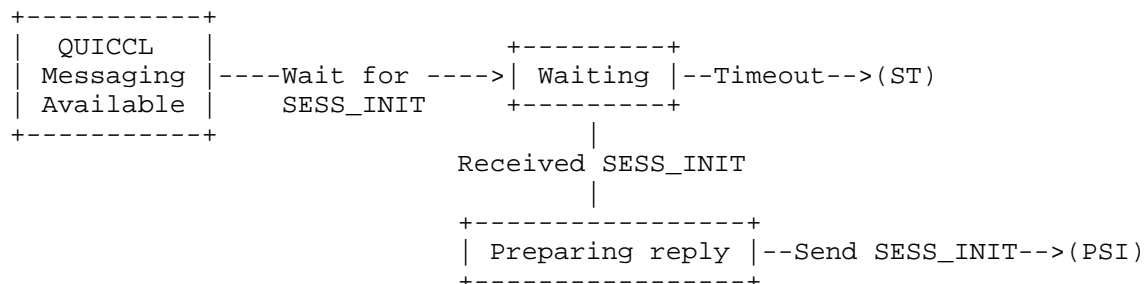 +-----------+
|   QUICCL  |                    +---------+
| Messaging |----Wait for ---->| Waiting |--Timeout-->(ST)
| Available |    SESS_INIT     +---------+
+-----------+                         |
                            Received SESS_INIT
                                      |
                            +-----------------+
                            | Preparing reply |--Send SESS_INIT-->(PSI)
                            +-----------------+